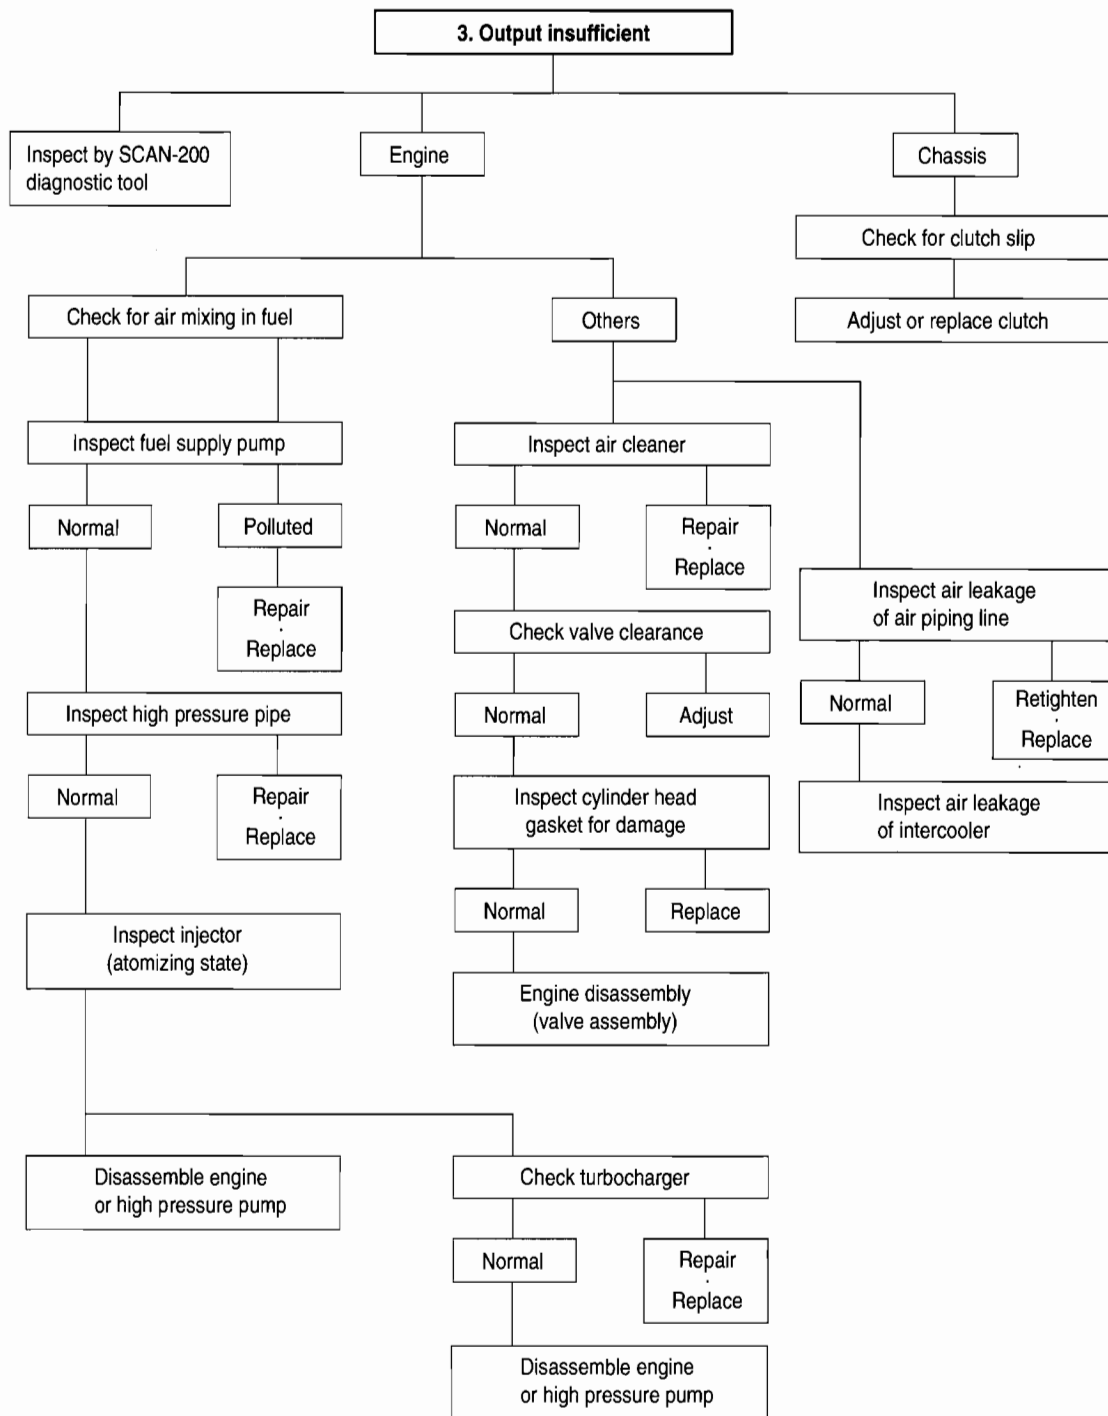 3. Output insufficient
Inspect by SCAN-200
diagnostic tool
Engine
Chassis
Check for clutch slip
Adjust or replace clutch
Check for air mixing in fuel
Others
Inspect fuel supply pump
Normal
Polluted
Repair
·
Replace
Inspect high pressure pipe
Normal
Repair
·
Replace
Inspect injector
(atomizing state)
Disassemble engine
or high pressure pump
Inspect air cleaner
Normal
Repair
·
Replace
Check valve clearance
Normal
Adjust
Inspect cylinder head
gasket for damage
Normal
Replace
Engine disassembly
(valve assembly)
Check turbocharger
Normal
Repair
·
Replace
Disassemble engine
or high pressure pump
Inspect air leakage
of air piping line
Normal
Retighten
·
Replace
Inspect air leakage
of intercooler